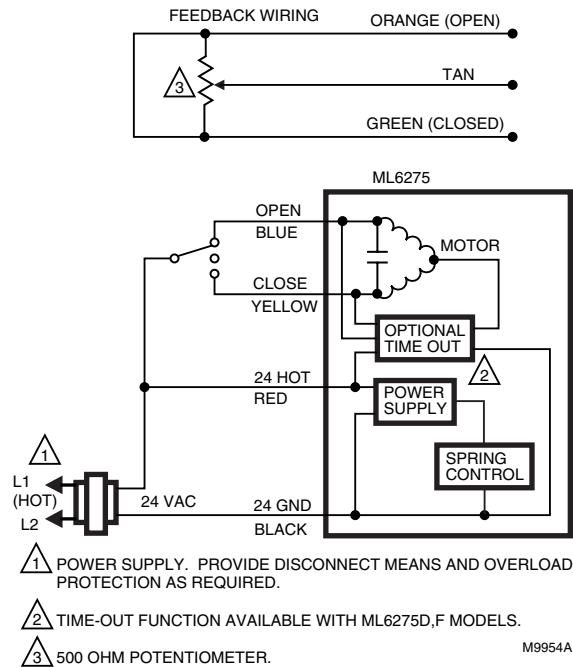 FEEDBACK WIRING
ORANGE (OPEN)
3
TAN
GREEN (CLOSED)
ML6275
OPEN
BLUE
MOTOR
CLOSE
YELLOW
OPTIONAL
TIME OUT
2
24 HOT
RED
POWER
SUPPLY
1
SPRING
CONTROL
L1
(HOT)
24 VAC
24 GND
L2
BLACK
1 POWER SUPPLY. PROVIDE DISCONNECT MEANS AND OVERLOAD
PROTECTION AS REQUIRED.
2 TIME-OUT FUNCTION AVAILABLE WITH ML6275D,F MODELS.
3 500 OHM POTENTIOMETER.
M9954A